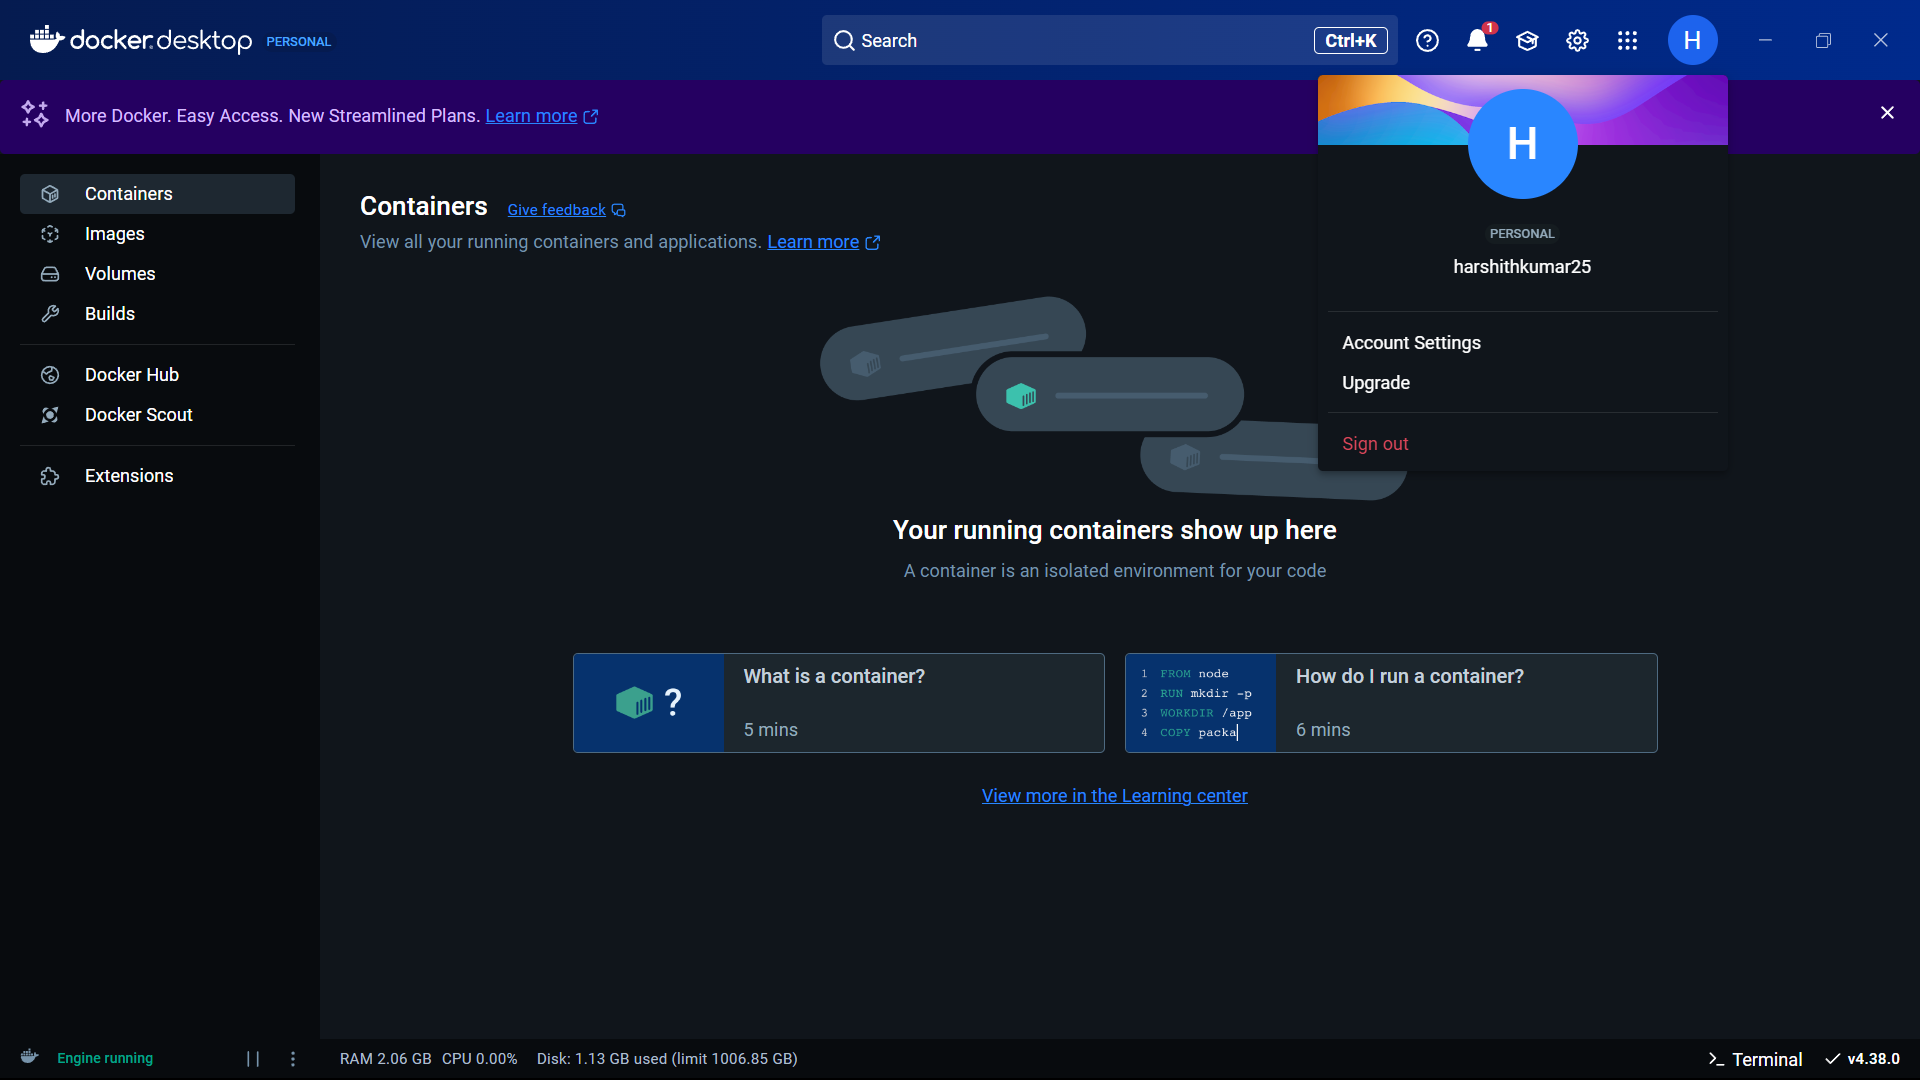 docker.desktop PERSONAL
Search
Ctrl+K
1
H
More Docker. Easy Access. New Streamlined Plans. Learn more
H
PERSONAL
harshithkumar25
Account Settings
Upgrade
Sign out
Containers
Images
Volumes
Builds
Docker Hub
Docker Scout
Extensions
Containers Give feedback
View all your running containers and applications. Learn more
Your running containers show up here
A container is an isolated environment for your code
?
What is a container?
5 mins
1 FROM node
2 RUN mkdir -p
3 WORKDIR /app
4 COPY packa
How do I run a container?
6 mins
View more in the Learning center
Engine running
RAM 2.06 GB CPU 0.00% Disk: 1.13 GB used (limit 1006.85 GB)
Terminal
v4.38.0